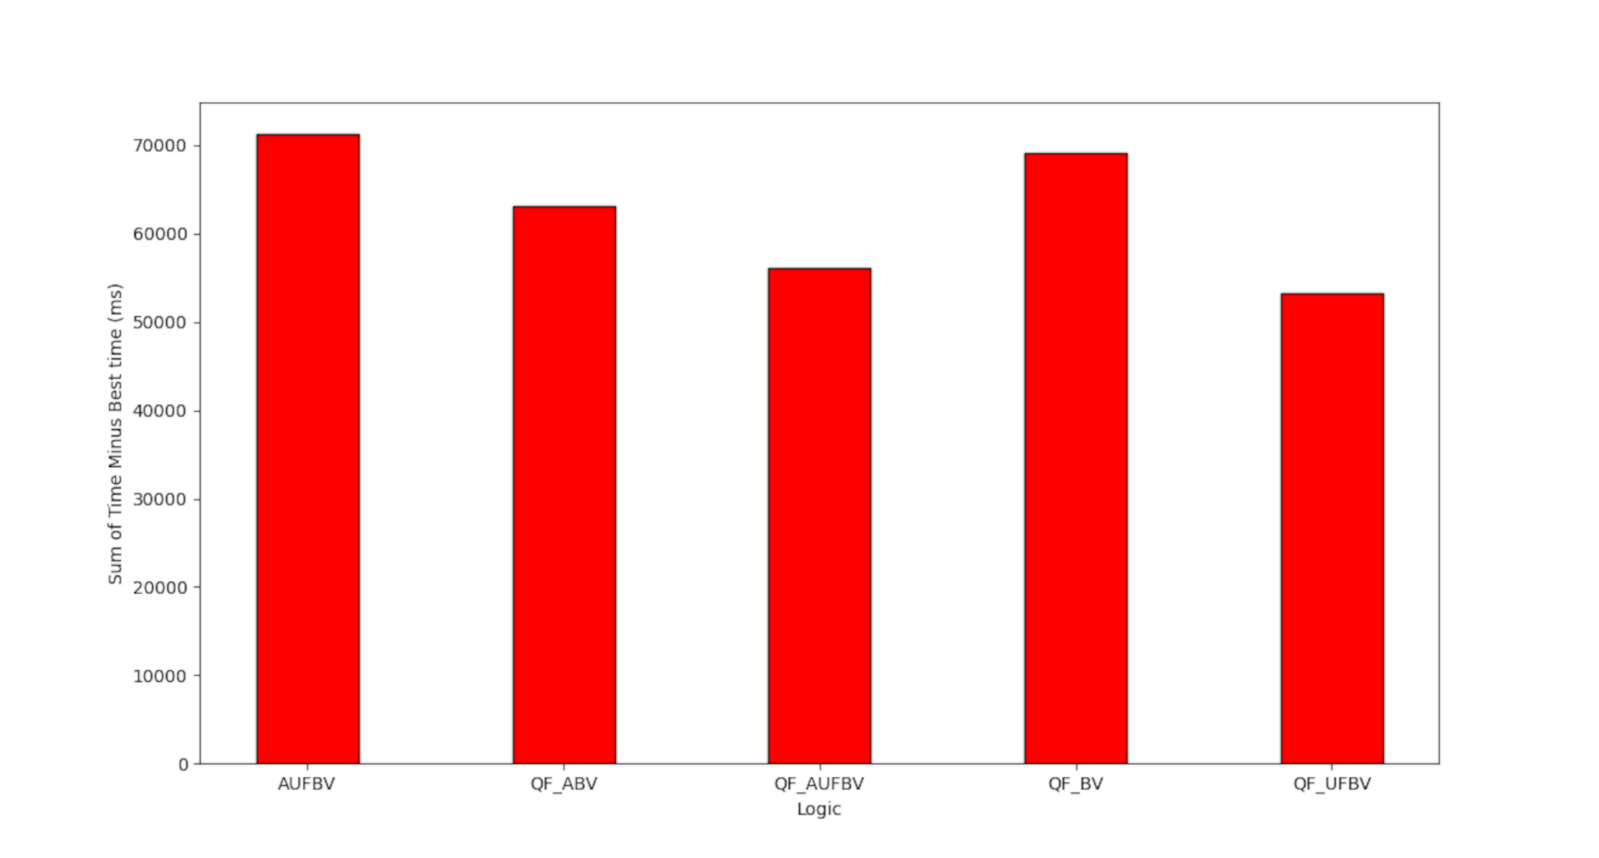 70000
60000
50000
40000
30000
20000
10000
0
Sum of Time Minus Best time (ms)
AUFBV QF_ABV QF_AUFBV QF_BV QF_UFBV
Logic